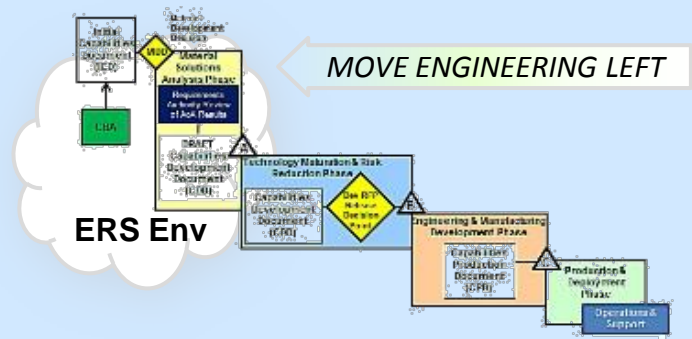 Initial
Capabilities
Document
(ICD)
Materiel
Development
Decision
MDD
MOVE ENGINEERING LEFT
Material
Solutions
Analysis Phase
Requirements
Authority Review
of AoA Results
CBA
DRAFT
Capabilities
Development
Document
(CDD)
A
Technology Maturation & Risk
Reduction Phase
Capabilities
Development
Document
(CDD)
Dev RFP
Release
Decision
Point
B
ERS Env
Engineering & Manufacturing
Development Phase
Capabilities
Production
Document
(CPD)
Production &
Deployment
Phase
Operations &
Support